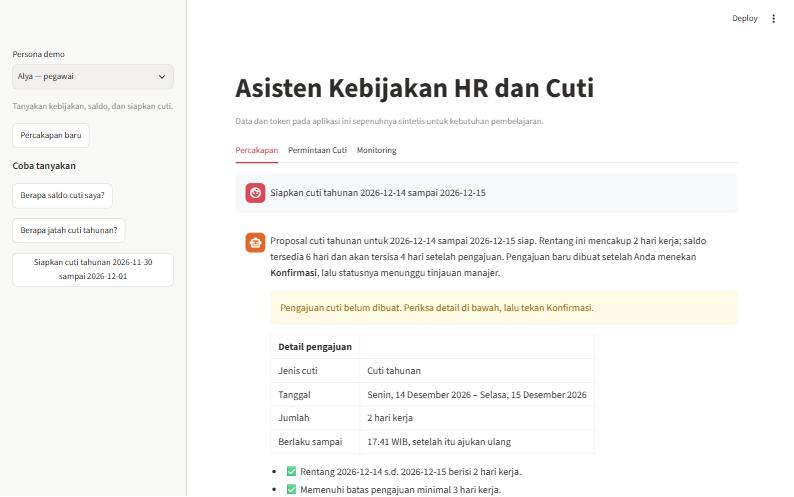 Deploy
Persona demo
Alya — pegawai
Tanyakan kebijakan, saldo, dan siapkan cuti.
Percakapan baru
Coba tanyakan
Berapa saldo cuti saya?
Berapa jatah cuti tahunan?
Siapkan cuti tahunan 2026-11-30
sampai 2026-12-01
Asisten Kebijakan HR dan Cuti
Data dan token pada aplikasi ini sepenuhnya sintetis untuk kebutuhan pembelajaran.
Percakapan Permintaan Cuti Monitoring
Siapkan cuti tahunan 2026-12-14 sampai 2026-12-15
Proposal cuti tahunan untuk 2026-12-14 sampai 2026-12-15 siap. Rentang ini mencakup 2 hari kerja; saldo
tersedia 6 hari dan akan tersisa 4 hari setelah pengajuan. Pengajuan baru dibuat setelah Anda menekan
Konfirmasi, lalu statusnya menunggu tinjauan manajer.
Pengajuan cuti belum dibuat. Periksa detail di bawah, lalu tekan Konfirmasi.
Detail pengajuan
Jenis cuti Cuti tahunan
Tanggal Senin, 14 Desember 2026 – Selasa, 15 Desember 2026
Jumlah 2 hari kerja
Berlaku sampai 17.41 WIB, setelah itu ajukan ulang
Rentang 2026-12-14 s.d. 2026-12-15 berisi 2 hari kerja.
Memenuhi batas pengajuan minimal 3 hari kerja.